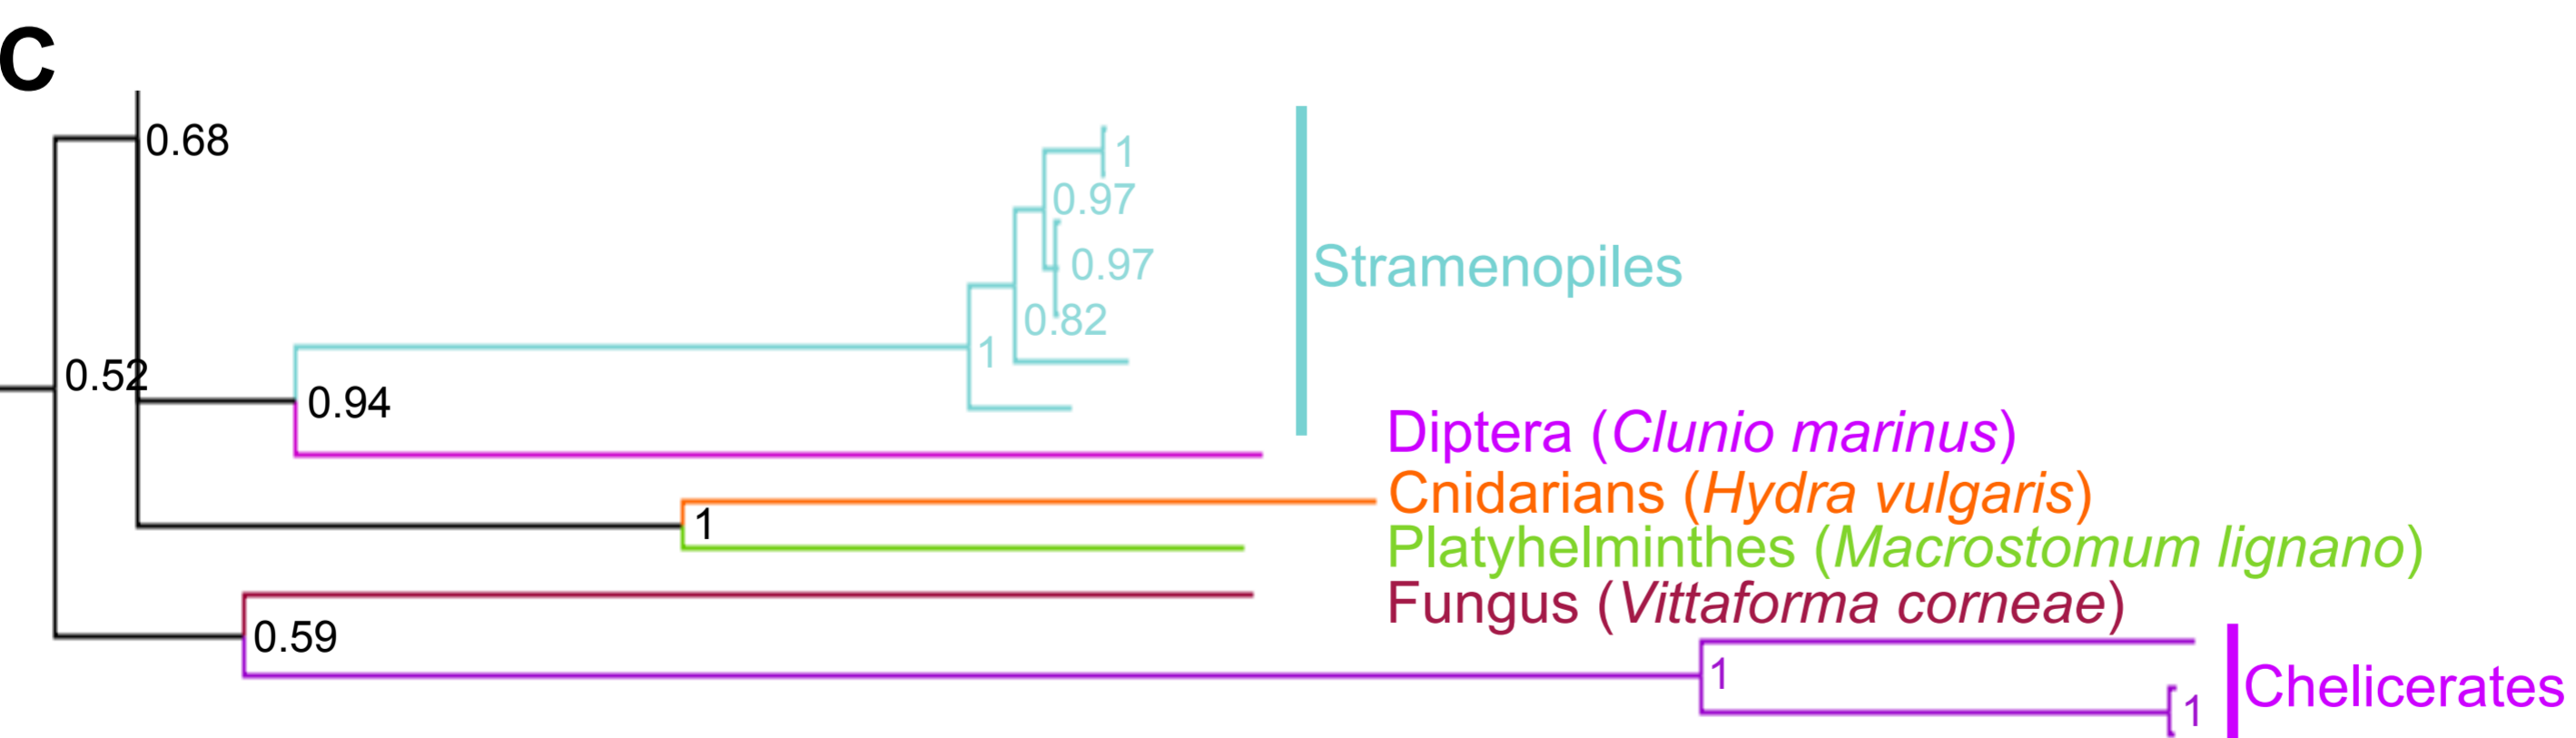 C
0.68
1
0.97
0.97
0.82
1
Stramenopiles
0.52
0.94
Diptera (Clunio marinus)
Cnidarians (Hydra vulgaris)
1
Platyhelminthes (Macrostomum lignano)
Fungus (Vittaforma corneae)
0.59
1
1
Chelicerates